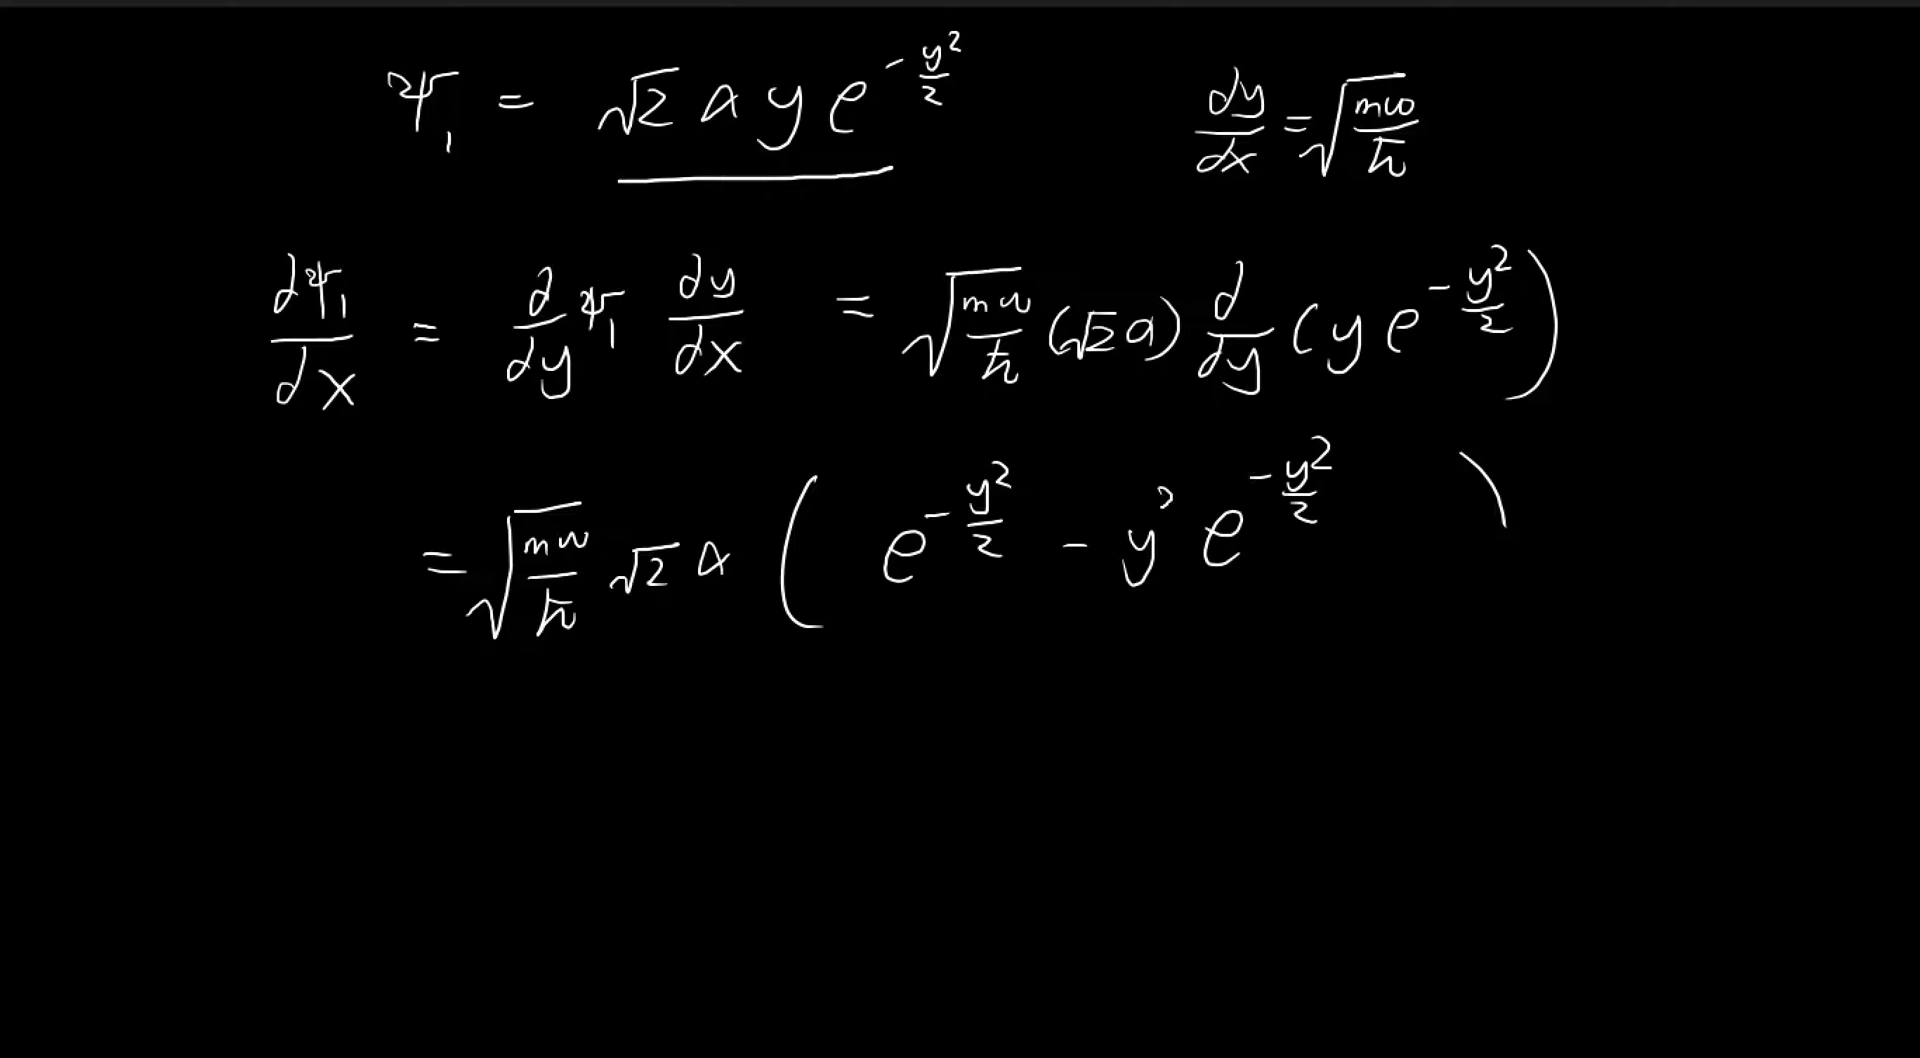 ψ₁ = √2 α y e^{-y²/2}    dy/dx = √(mω/ħ)
dψ₁/dx = d/dy ψ₁ dy/dx = √(mω/ħ) (√2 α) d/dy (y e^{-y²/2})
= √(mω/ħ) √2 α ( e^{-y²/2} - y² e^{-y²/2} )